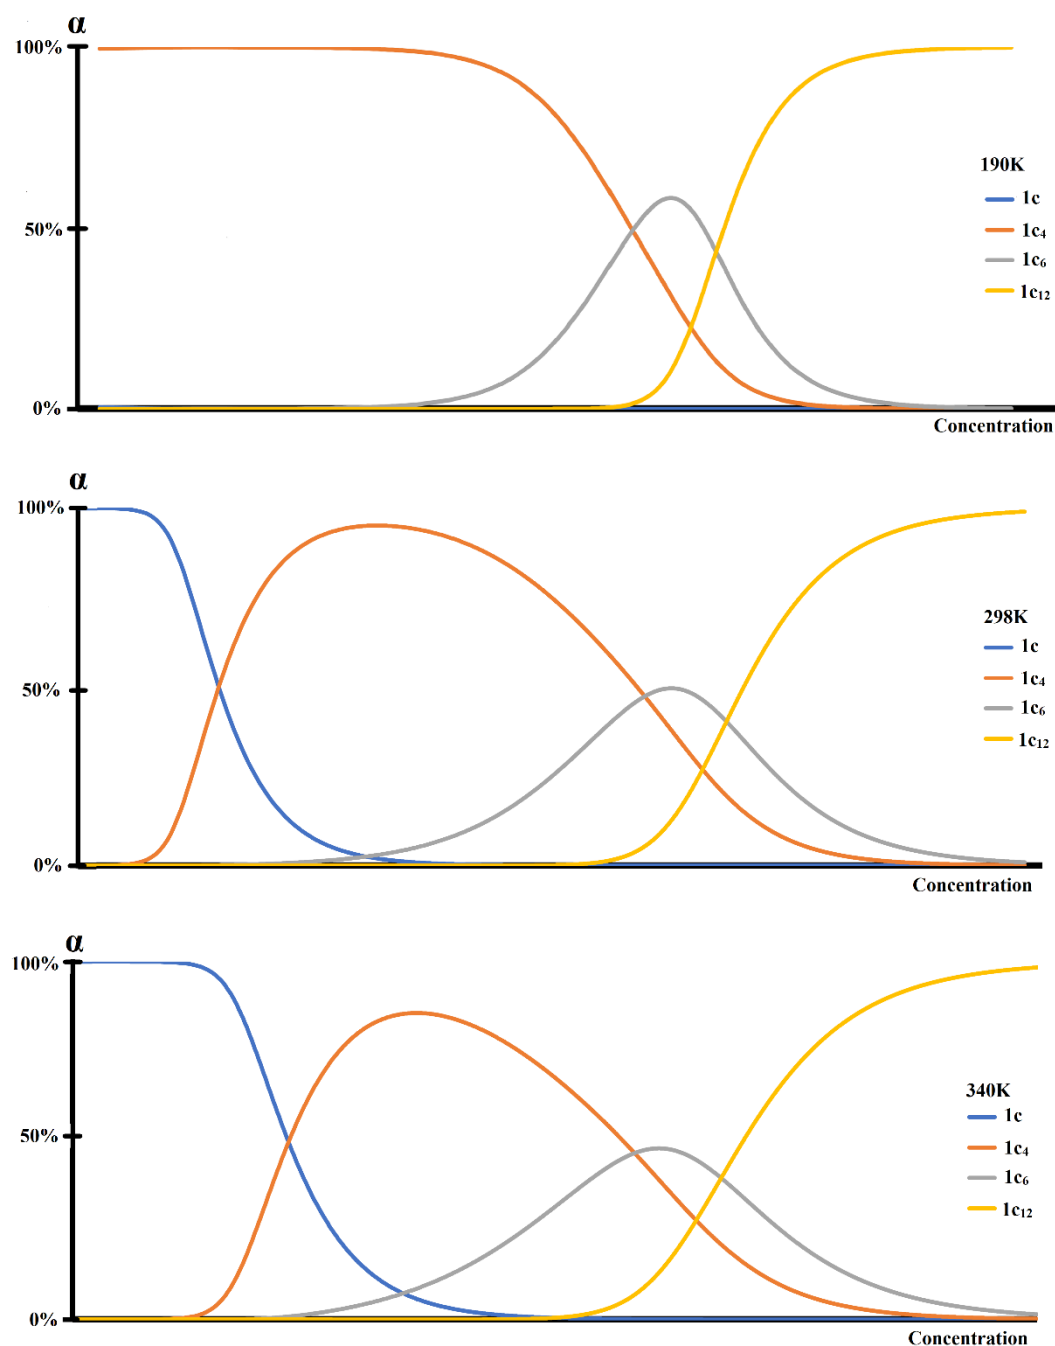 α
100%
50%
0%
190K
1c
1c₄
1c₆
1c₁₂
Concentration
α
100%
50%
0%
298K
1c
1c₄
1c₆
1c₁₂
Concentration
α
100%
50%
0%
340K
1c
1c₄
1c₆
1c₁₂
Concentration